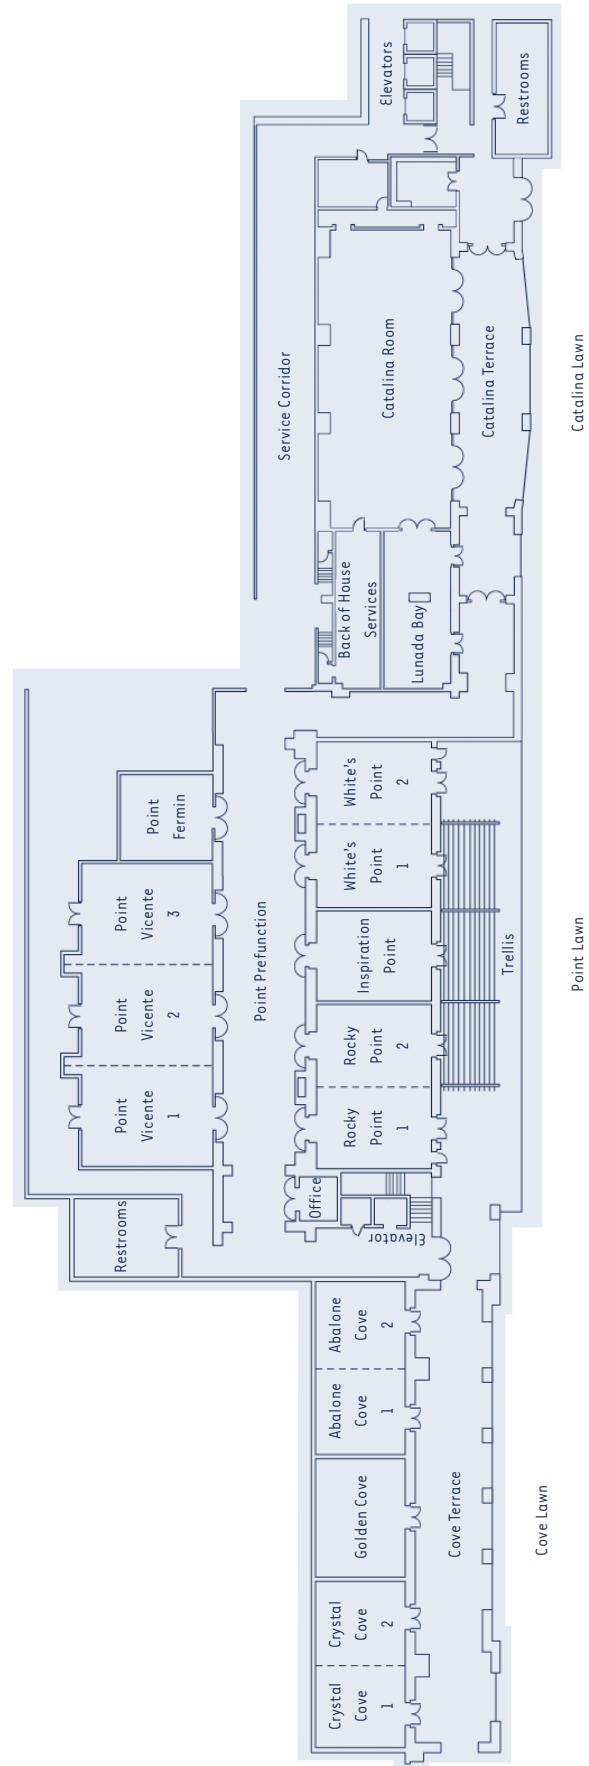 Elevators
Restrooms
Service Corridor
Catalina Room
Catalina Terrace
Catalina Lawn
Back of House
Services
Lunada Bay
Point
Fermin
White's
Point
2
White's
Point
1
Point
Vicente
3
Point
Vicente
2
Point
Vicente
1
Point Prefunction
Inspiration
Point
Rocky
Point
2
Rocky
Point
1
Trellis
Point Lawn
Office
Elevator
Restrooms
Abalone
Cove
2
Abalone
Cove
1
Golden Cove
Crystal
Cove
2
Crystal
Cove
1
Cove Terrace
Cove Lawn